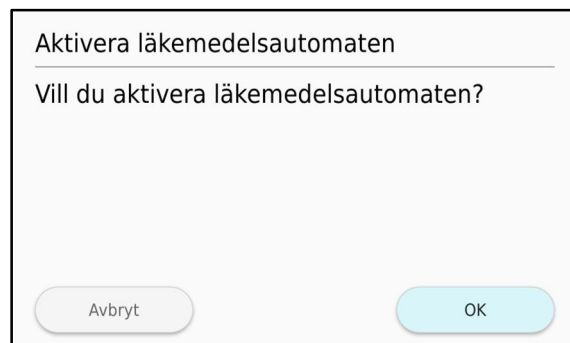 Aktivera läkemedelsautomaten
Vill du aktivera läkemedelsautomaten?
Avbryt
OK